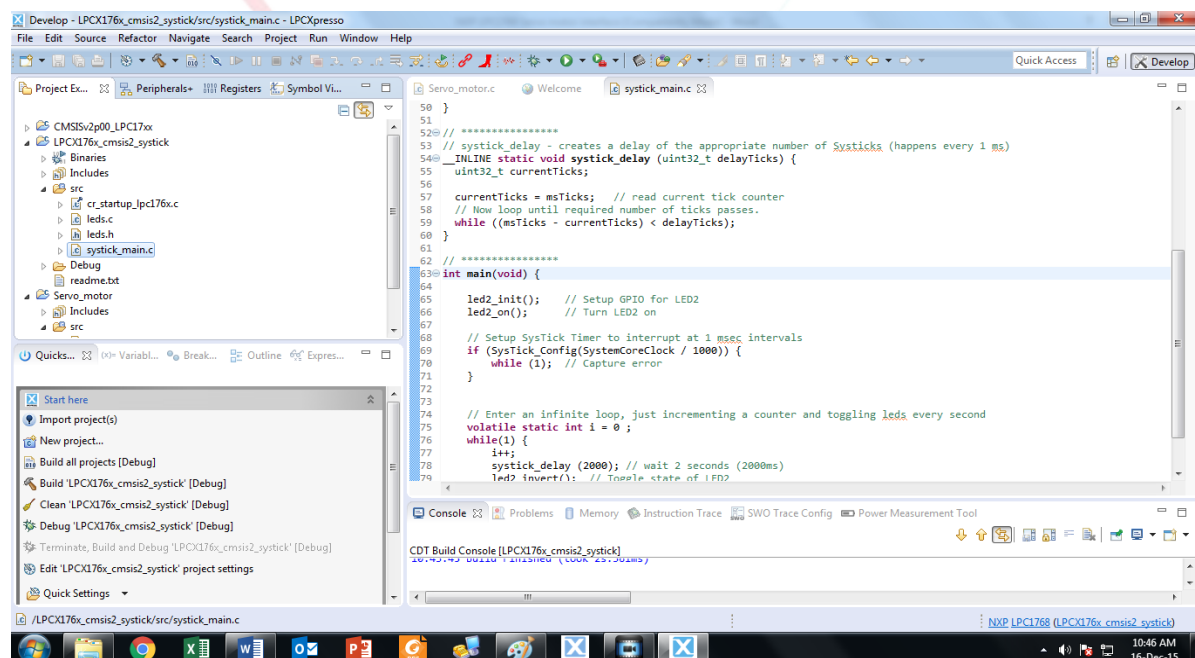 Develop - LPCX176x_cmsis2_systick/src/systick_main.c - LPCXpresso
File Edit Source Refactor Navigate Search Project Run Window Help
Quick Access Develop
Project Ex... Peripherals+ Registers Symbol Vi...
CMSISv2p00_LPC17xx
LPCX176x_cmsis2_systick
Binaries
Includes
src
cr_startup_lpc176x.c
leds.c
leds.h
systick_main.c
Debug
readme.txt
Servo_motor
Includes
src
Servo_motor.c Welcome systick_main.c
50 }
51
52 // ****************
53 // systick_delay - creates a delay of the appropriate number of Systicks (happens every 1 ms)
54 __INLINE static void systick_delay (uint32_t delayTicks) {
55 uint32_t currentTicks;
56
57 currentTicks = msTicks; // read current tick counter
58 // Now loop until required number of ticks passes.
59 while ((msTicks - currentTicks) < delayTicks);
60 }
61
62 // ****************
63 int main(void) {
64
65 led2_init(); // Setup GPIO for LED2
66 led2_on(); // Turn LED2 on
67
68 // Setup SysTick Timer to interrupt at 1 msec intervals
69 if (SysTick_Config(SystemCoreClock / 1000)) {
70 while (1); // Capture error
71 }
72
73
74 // Enter an infinite loop, just incrementing a counter and toggling leds every second
75 volatile static int i = 0 ;
76 while(1) {
77 i++;
78 systick_delay (2000); // wait 2 seconds (2000ms)
79 led2_invert(); // Toggle state of LED2
Quicks... (x)= Variabl... Break... Outline Expres...
Start here
Import project(s)
New project...
Build all projects [Debug]
Build 'LPCX176x_cmsis2_systick' [Debug]
Clean 'LPCX176x_cmsis2_systick' [Debug]
Debug 'LPCX176x_cmsis2_systick' [Debug]
Terminate, Build and Debug 'LPCX176x_cmsis2_systick' [Debug]
Edit 'LPCX176x_cmsis2_systick' project settings
Quick Settings
Console Problems Memory Instruction Trace SWO Trace Config Power Measurement Tool
CDT Build Console [LPCX176x_cmsis2_systick]
Build Finished (took 2s.561ms)
/LPCX176x_cmsis2_systick/src/systick_main.c
NXP LPC1768 (LPCX176x_cmsis2_systick)
10:46 AM
16-Dec-15